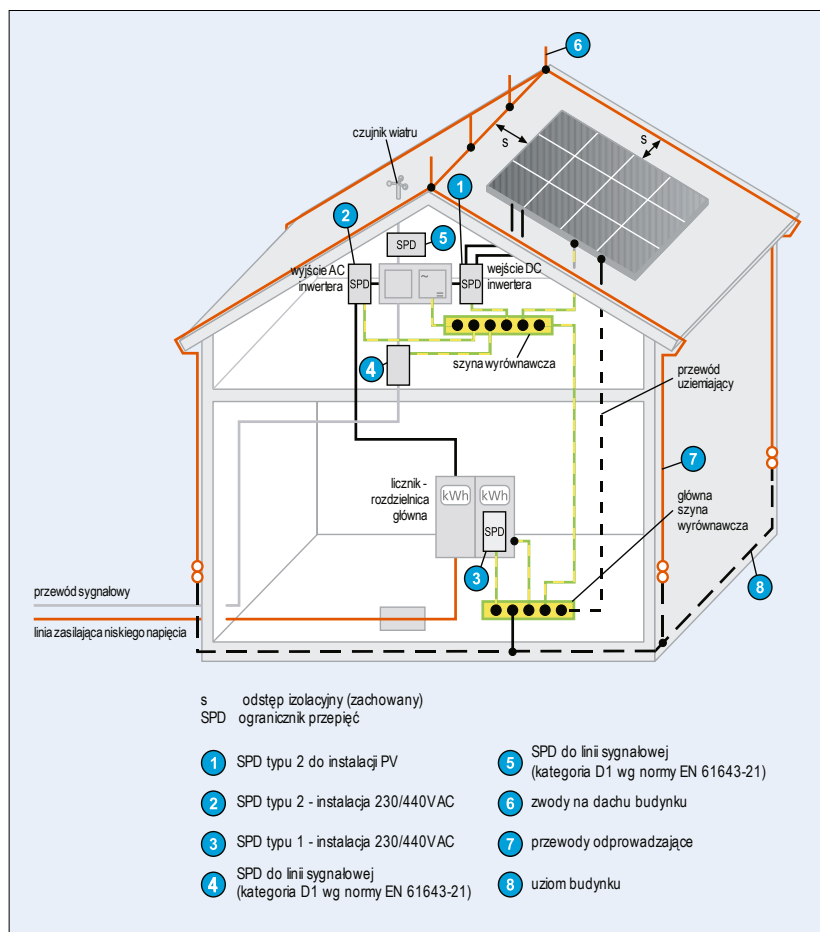 6
czujnik wiatru
s
s
1
2
5
SPD
wyjście AC
inwertera
SPD
SPD
wejście DC
inwertera
szyna wyrównawcza
4
przewód
uziemiający
licznik -
rozdzielnica
główna
kWh
kWh
SPD
7
główna
szyna
wyrównawcza
3
8
przewód sygnałowy
linia zasilająca niskiego napięcia
s odstęp izolacyjny (zachowany)
SPD ogranicznik przepięć
1 SPD typu 2 do instalacji PV
2 SPD typu 2 - instalacja 230/440VAC
3 SPD typu 1 - instalacja 230/440VAC
4 SPD do linii sygnałowej
(kategoria D1 wg normy EN 61643-21)
5 SPD do linii sygnałowej
(kategoria D1 wg normy EN 61643-21)
6 zwody na dachu budynku
7 przewody odprowadzające
8 uziom budynku